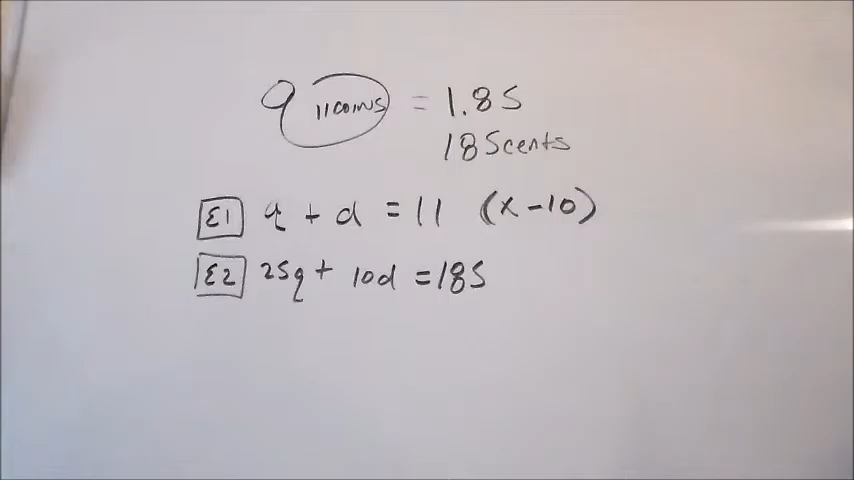 11 coins = 1.85
185 cents
E1 q + d = 11 (x - 10)
E2 25q + 10d = 185